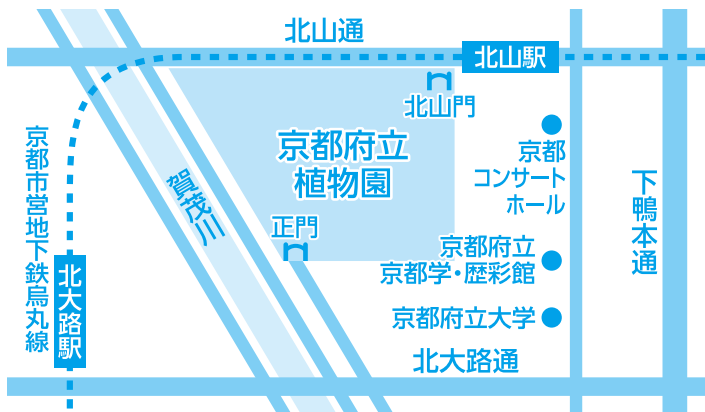 北山通
北山駅
北山門
京都府立
植物園
京都
コンサート
ホール
京都市営地下鉄烏丸線
賀茂川
下鴨本通
正門
京都府立
京都学・歴彩館
北大路駅
京都府立大学
北大路通